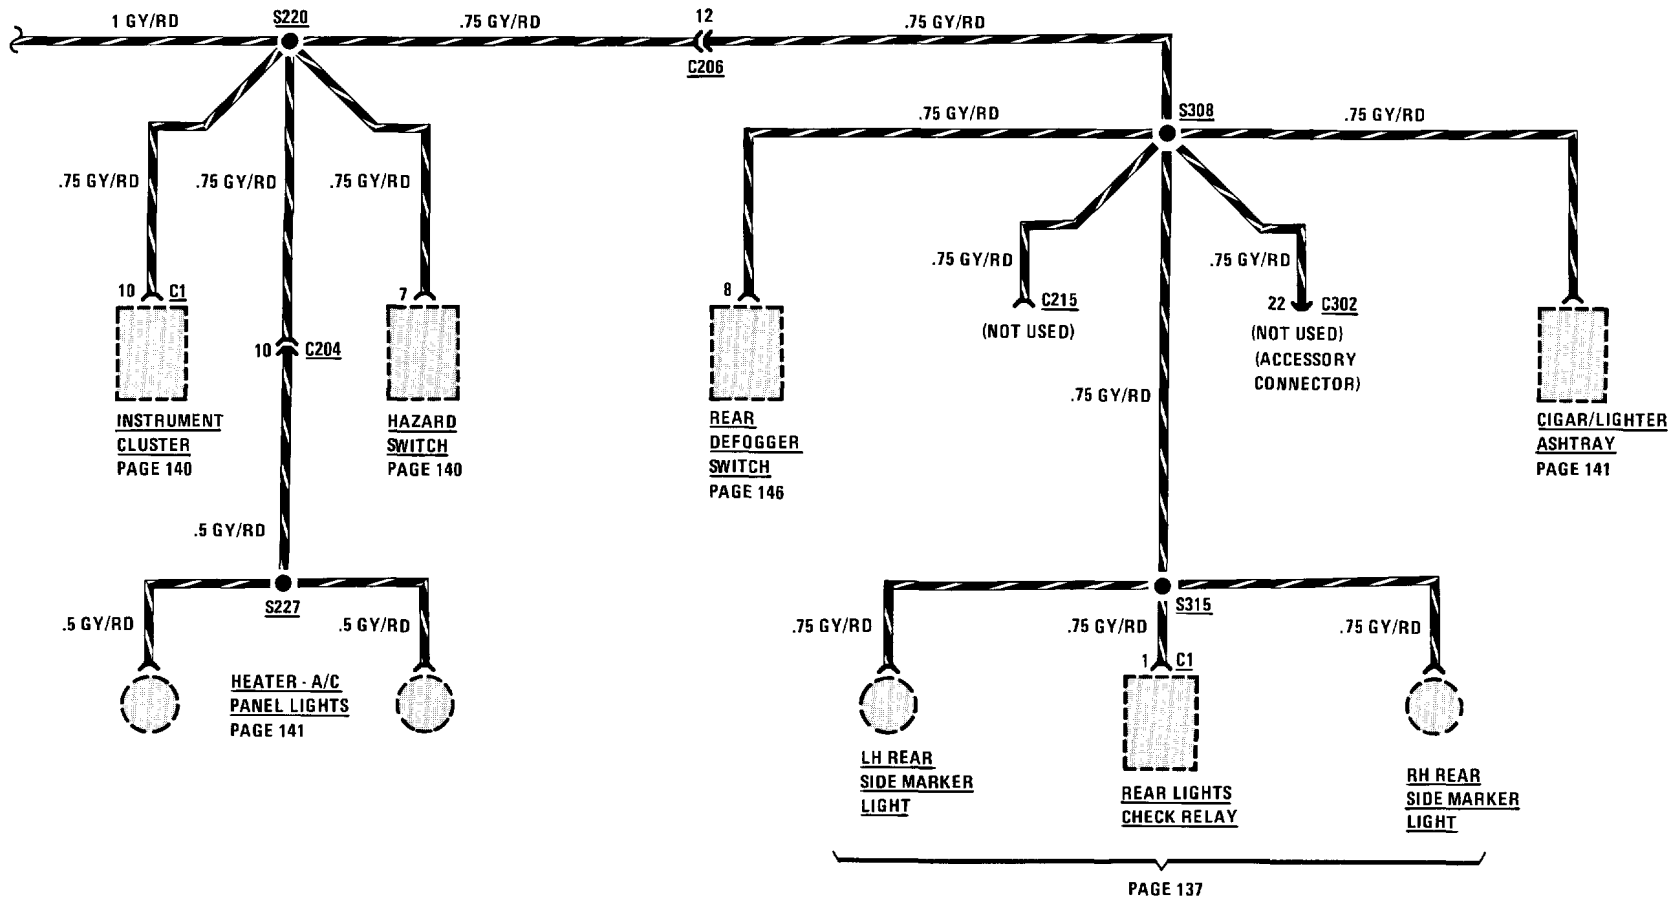 1 GY/RD
S220
.75 GY/RD
12
C206
.75 GY/RD
.75 GY/RD
S308
.75 GY/RD
.75 GY/RD
.75 GY/RD
.75 GY/RD
10 C1
7
INSTRUMENT
CLUSTER
PAGE 140
10 C204
HAZARD
SWITCH
PAGE 140
.75 GY/RD
.75 GY/RD
8
C215
(NOT USED)
22 C302
(NOT USED)
(ACCESSORY
CONNECTOR)
REAR
DEFOGGER
SWITCH
PAGE 146
.75 GY/RD
CIGAR/LIGHTER
ASHTRAY
PAGE 141
.5 GY/RD
S227
.5 GY/RD
.5 GY/RD
HEATER - A/C
PANEL LIGHTS
PAGE 141
S315
.75 GY/RD
.75 GY/RD
.75 GY/RD
1 C1
LH REAR
SIDE MARKER
LIGHT
REAR LIGHTS
CHECK RELAY
RH REAR
SIDE MARKER
LIGHT
PAGE 137